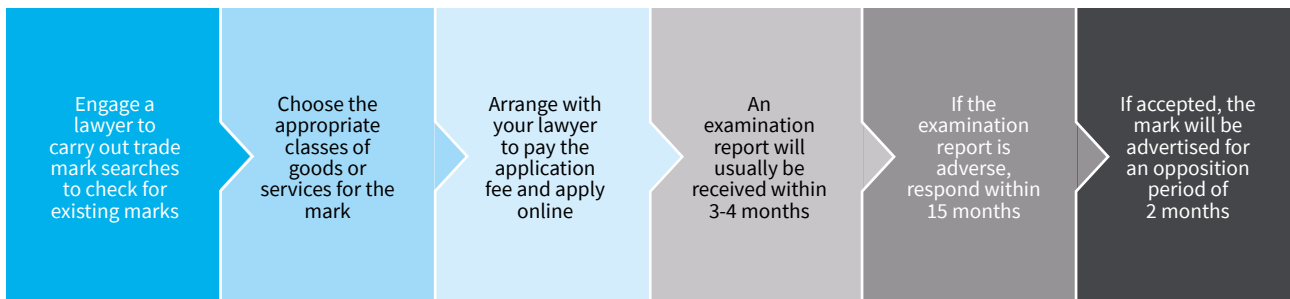 Engage a
lawyer to
carry out trade
mark searches
to check for
existing marks
Choose the
appropriate
classes of
goods or
services for the
mark
Arrange with
your lawyer
to pay the
application
fee and apply
online
An
examination
report will
usually be
received within
3-4 months
If the
examination
report is
adverse,
respond within
15 months
If accepted, the
mark will be
advertised for
an opposition
period of
2 months